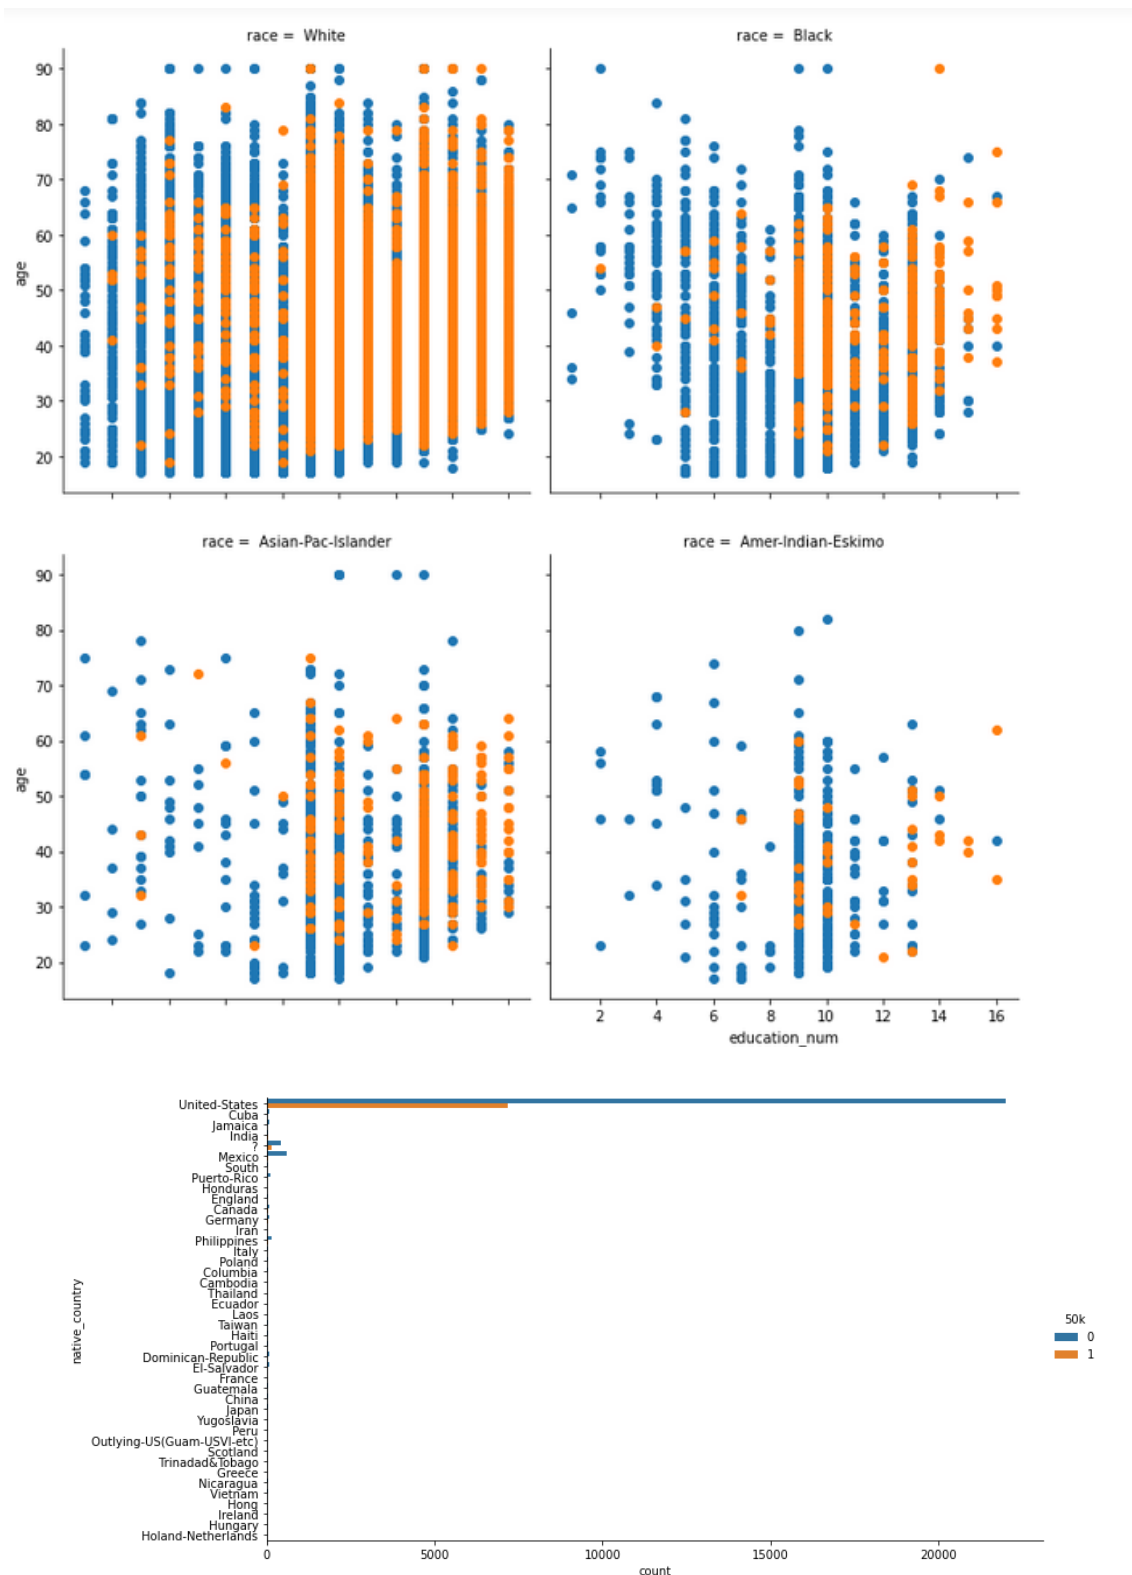 race = White
race = Black
90
80
70
60
50
40
30
20
age
race = Asian-Pac-Islander
race = Amer-Indian-Eskimo
90
80
70
60
50
40
30
20
age
2 4 6 8 10 12 14 16
education_num
United-States
Cuba
Jamaica
India
?
Mexico
South
Puerto-Rico
Honduras
England
Canada
Germany
Iran
Philippines
Italy
Poland
Columbia
Cambodia
Thailand
Ecuador
Laos
Taiwan
Haiti
Portugal
Dominican-Republic
El-Salvador
France
Guatemala
China
Japan
Yugoslavia
Peru
Outlying-US(Guam-USVI-etc)
Scotland
Trinadad&Tobago
Greece
Nicaragua
Vietnam
Hong
Ireland
Hungary
Holand-Netherlands
native_country
0 5000 10000 15000 20000
count
50k
0
1